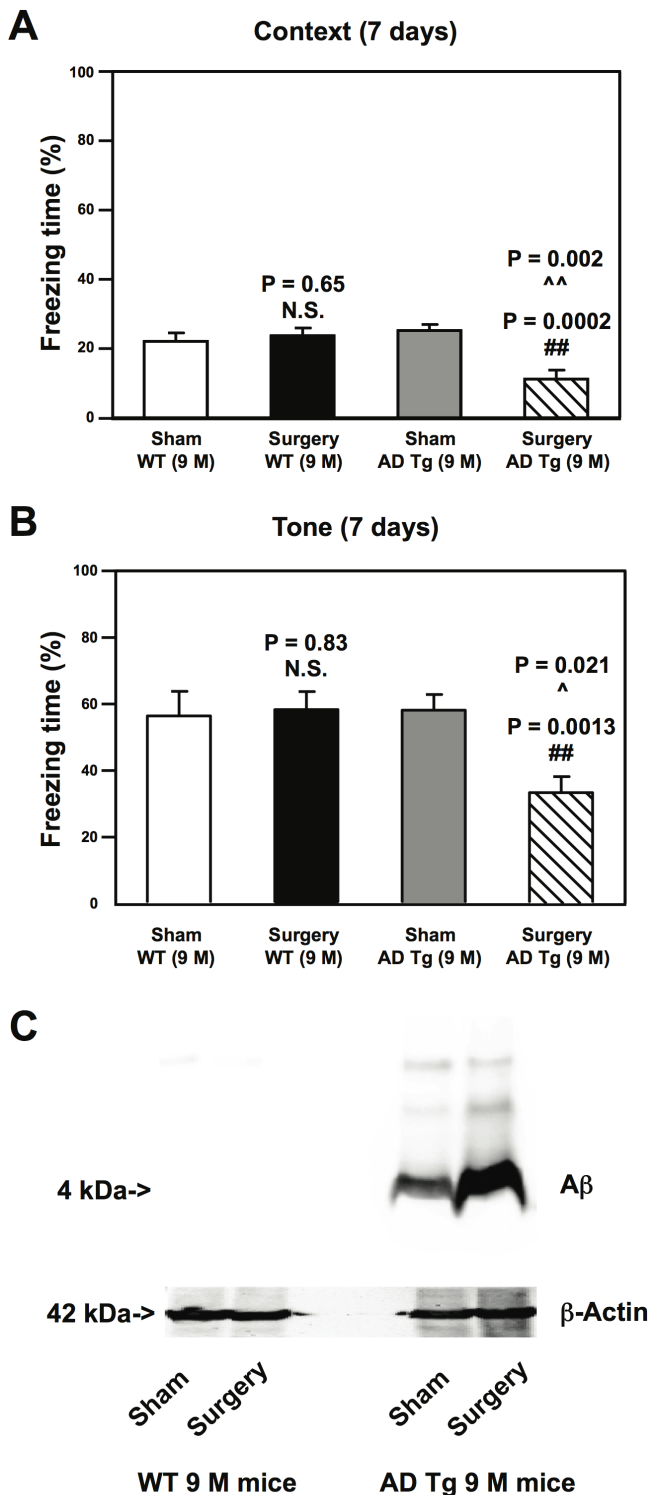 A
Context (7 days)
Freezing time (%)
100
80
60
40
20
0
P = 0.65
N.S.
P = 0.002
^^
P = 0.0002
##
Sham
WT (9 M)
Surgery
WT (9 M)
Sham
AD Tg (9 M)
Surgery
AD Tg (9 M)
B
Tone (7 days)
Freezing time (%)
100
80
60
40
20
0
P = 0.83
N.S.
P = 0.021
^
P = 0.0013
##
Sham
WT (9 M)
Surgery
WT (9 M)
Sham
AD Tg (9 M)
Surgery
AD Tg (9 M)
C
4 kDa->
Aβ
42 kDa->
β-Actin
Sham
Surgery
Sham
Surgery
WT 9 M mice
AD Tg 9 M mice